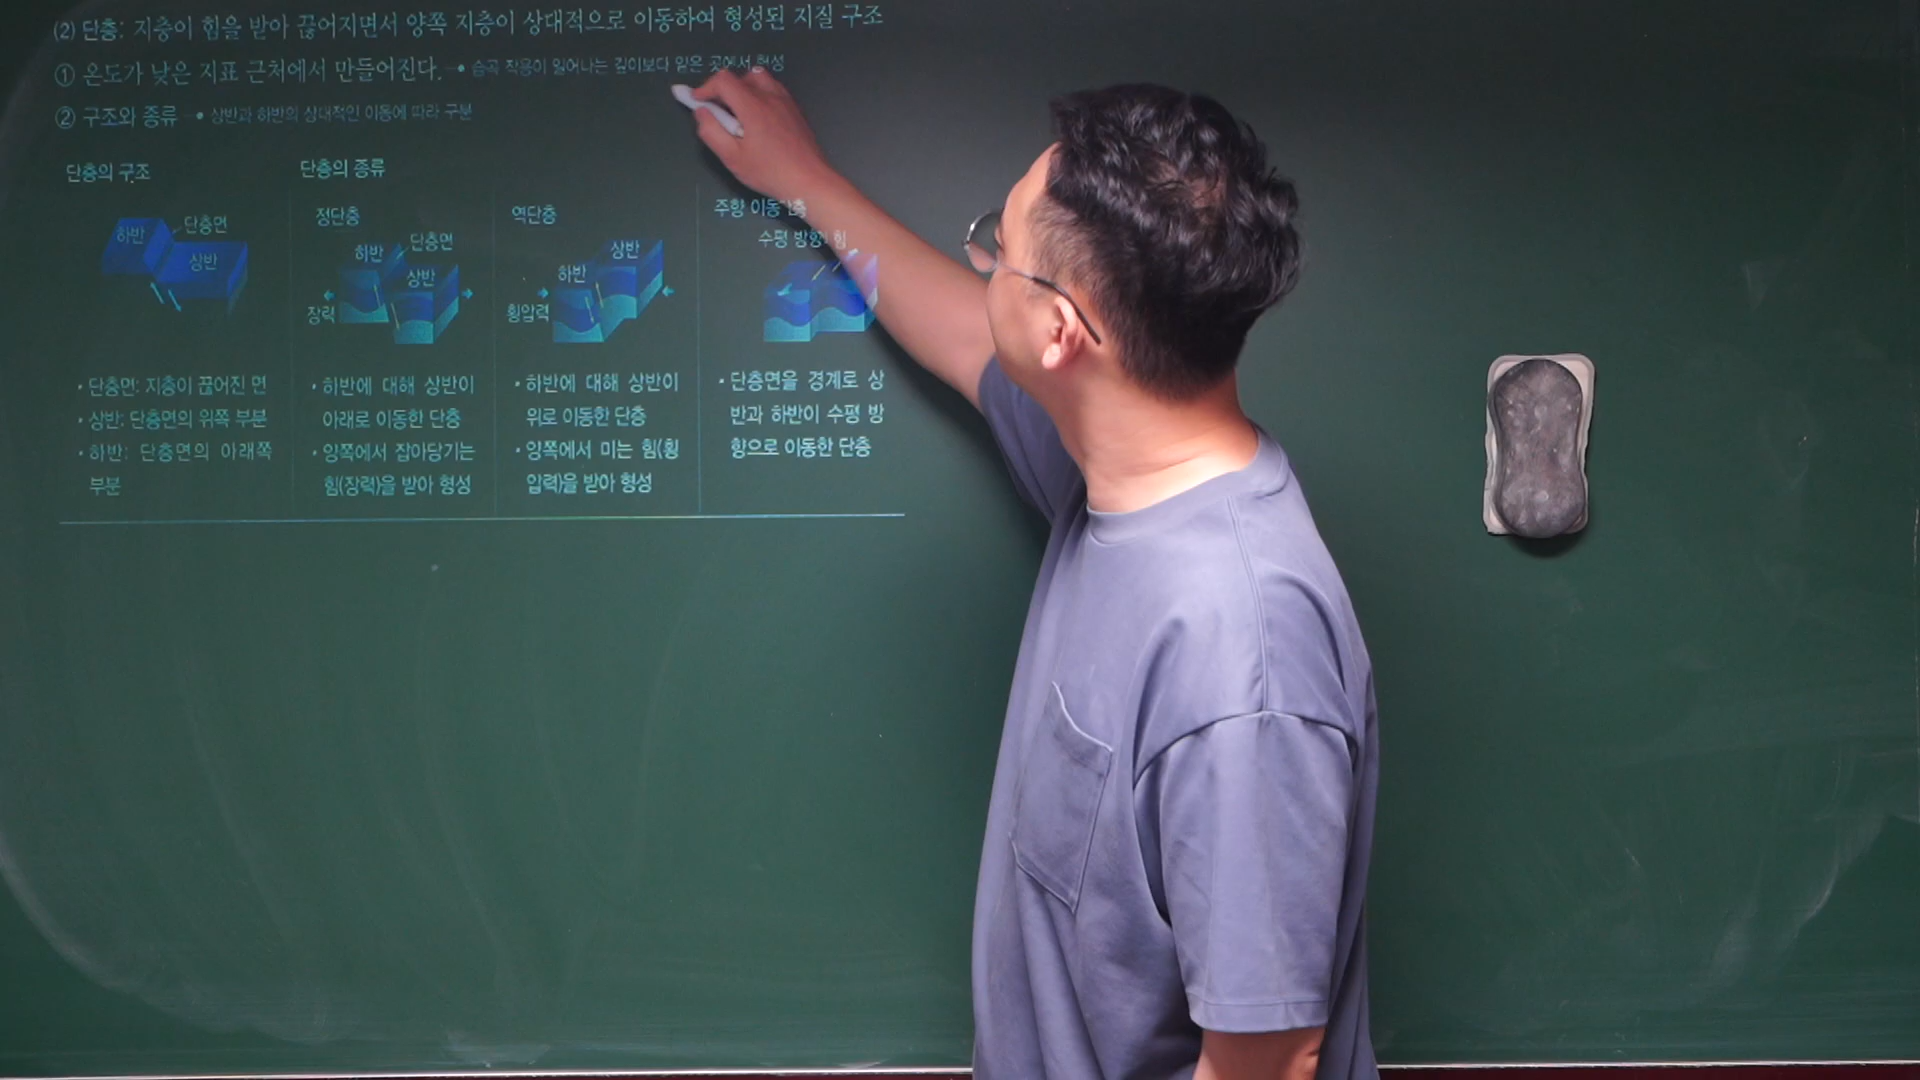 (2) 단층: 지층이 힘을 받아 끊어지면서 양쪽 지층이 상대적으로 이동하여 형성된 지질 구조
① 온도가 낮은 지표 근처에서 만들어진다. 습곡 작용이 일어나는 깊이보다 얕은 곳에서 형성
② 구조와 종류 상반과 하반의 상대적인 이동에 따라 구분
단층의 구조
하반
단층면
상반
· 단층면: 지층이 끊어진 면
· 상반: 단층면의 위쪽 부분
· 하반: 단층면의 아래쪽
부분
단층의 종류
정단층
하반
단층면
상반
장력
· 하반에 대해 상반이
아래로 이동한 단층
· 양쪽에서 잡아당기는
힘(장력)을 받아 형성
역단층
상반
하반
횡압력
· 하반에 대해 상반이
위로 이동한 단층
· 양쪽에서 미는 힘(횡
압력)을 받아 형성
주향 이동 단층
수평 방향 힘
· 단층면을 경계로 상
반과 하반이 수평 방
향으로 이동한 단층